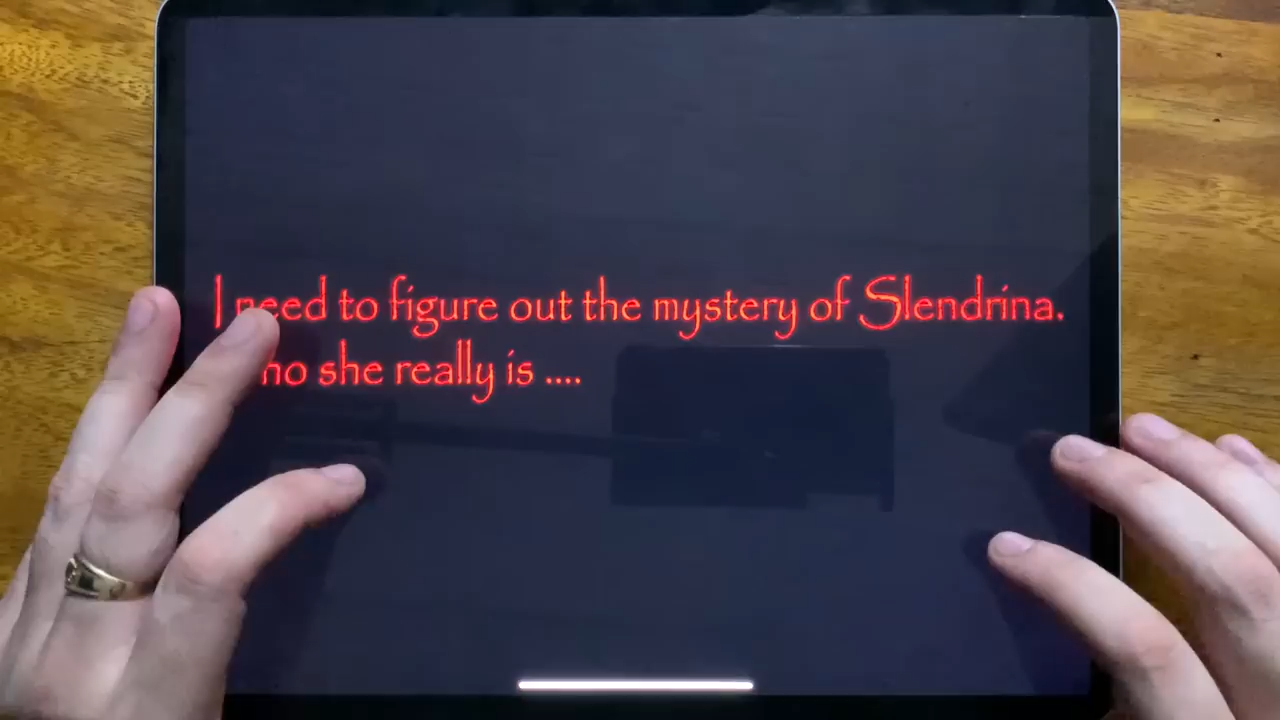 I need to figure out the mystery of Slendrina.
she really is ....